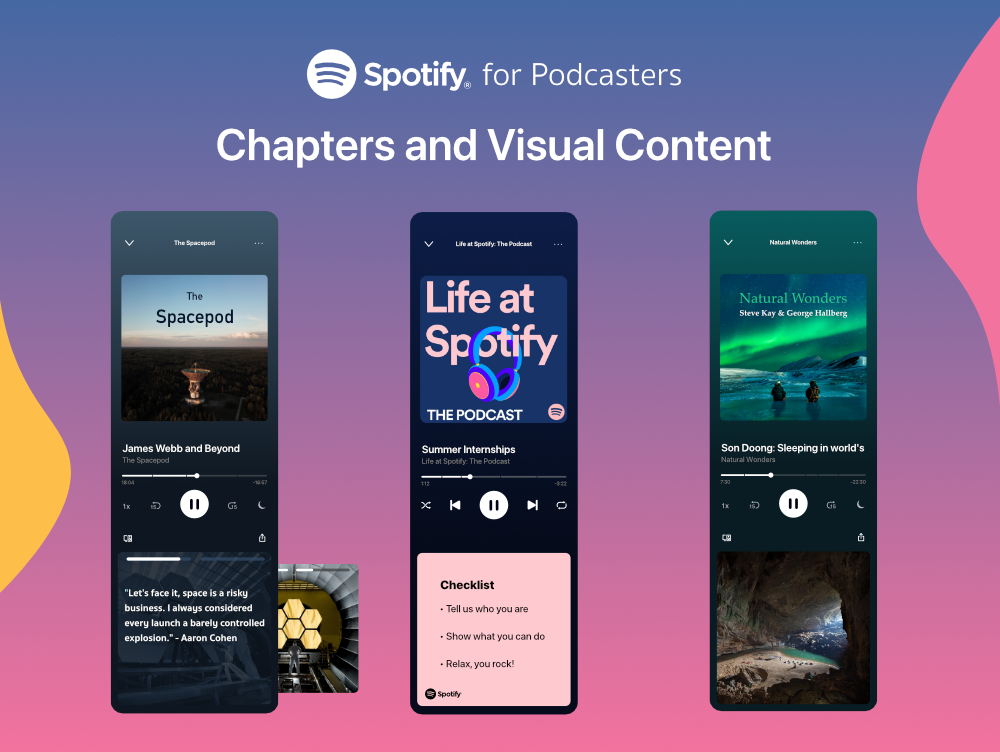 Spotify® for Podcasters
Chapters and Visual Content
The Spacepod
The
Spacepod
James Webb and Beyond
The Spacepod
18:04
-16:57
1x
15
15
"Let's face it, space is a risky
business. I always considered
every launch a barely controlled
explosion." - Aaron Cohen
Life at Spotify: The Podcast
Life at
Spotify
THE PODCAST
Summer Internships
Life at Spotify: The Podcast
1:12
-3:22
Checklist
• Tell us who you are
• Show what you can do
• Relax, you rock!
Spotify
Natural Wonders
Natural Wonders
Steve Kay & George Hallberg
Son Doong: Sleeping in world's
Natural Wonders
7:30
-22:30
1x
15
15